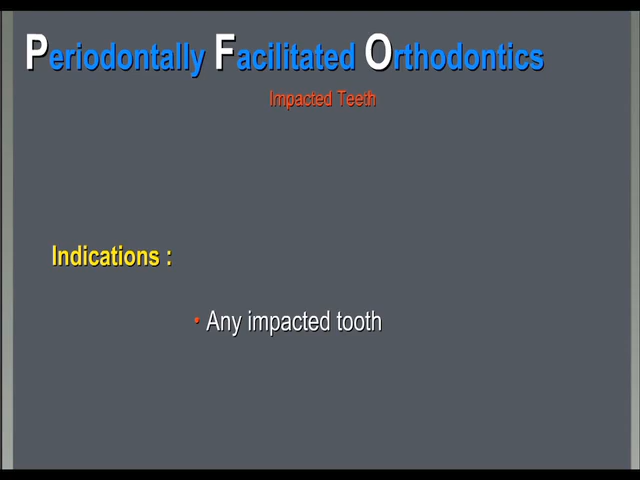 Periodontally Facilitated Orthodontics
Impacted Teeth
Indications :
• Any impacted tooth